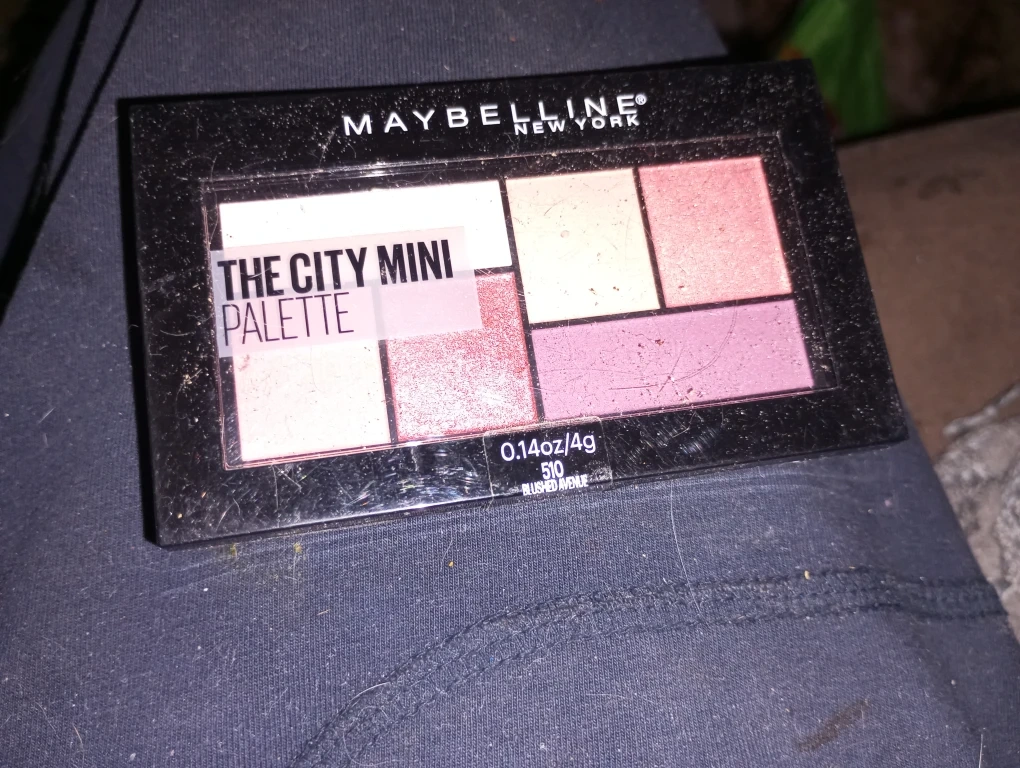 MAYBELLINE®
NEW YORK
THE CITY MINI
PALETTE
0.14oz/4g
510
BLUSHED AVENUE